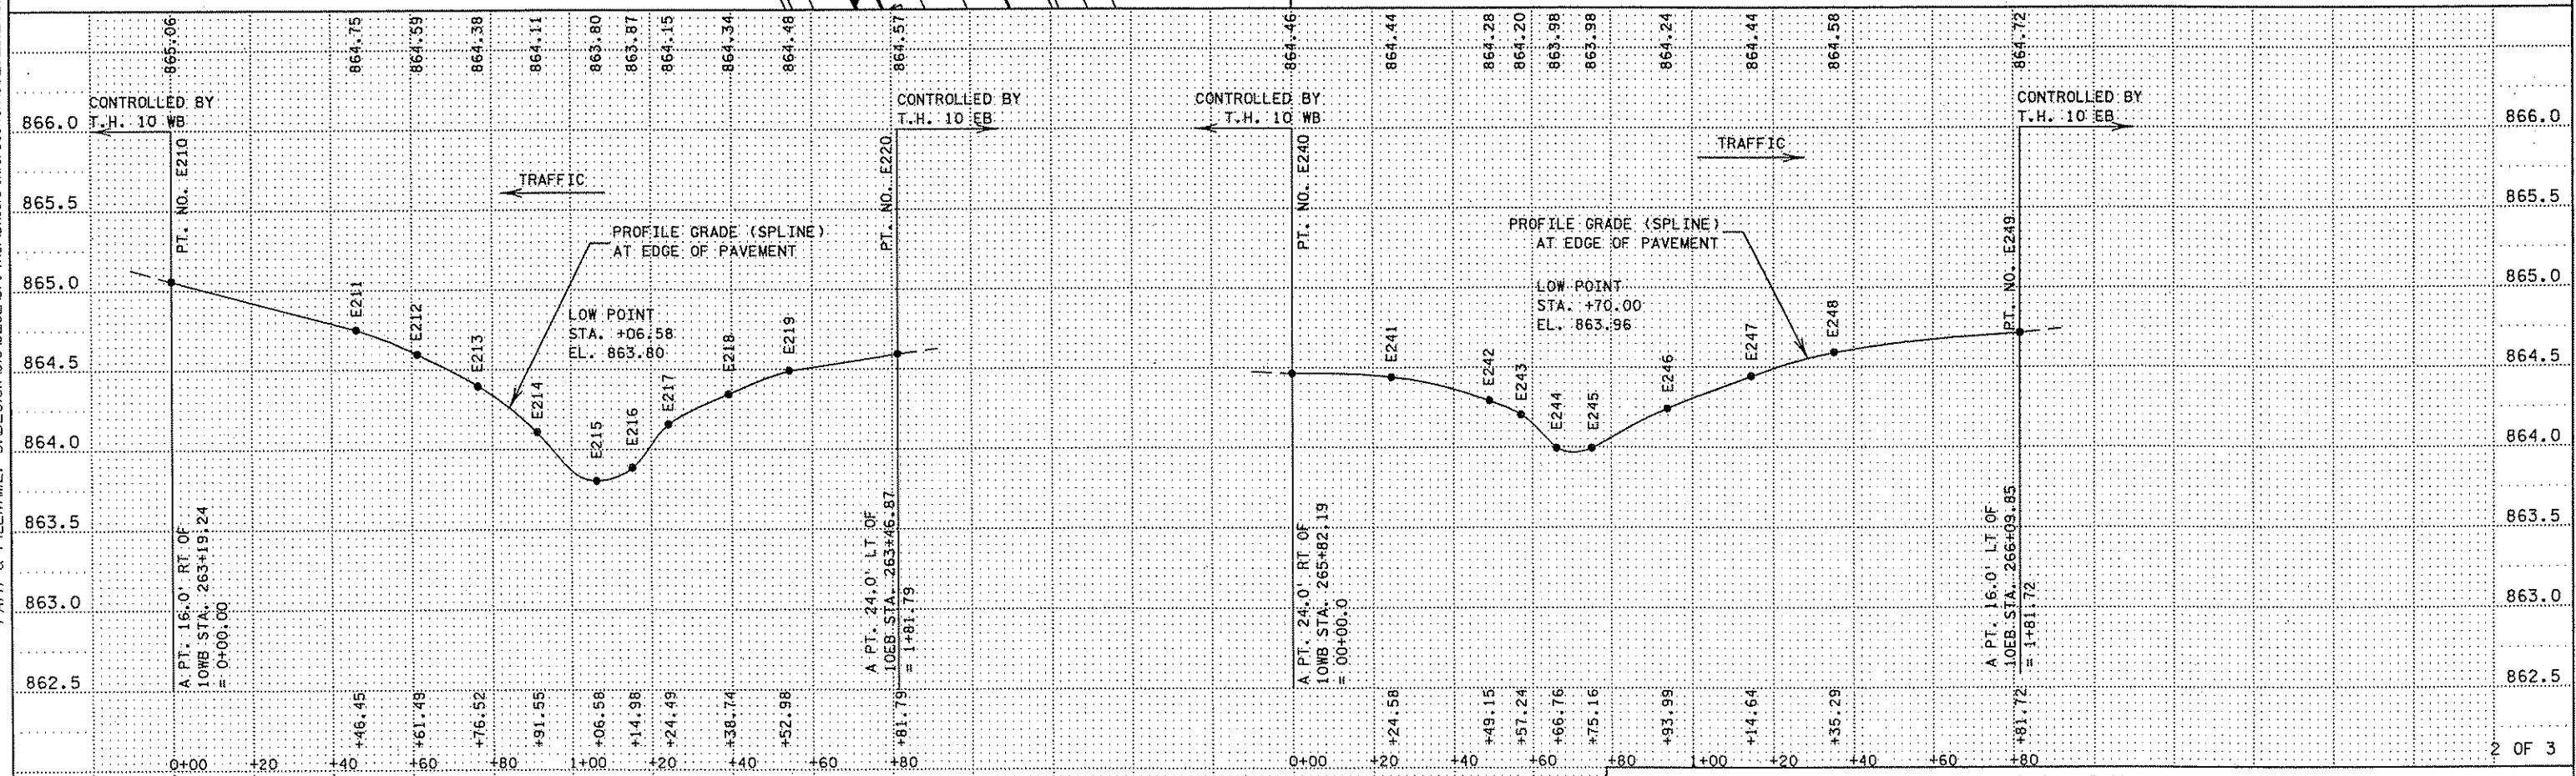 865.06
864.75
864.59
864.38
864.11
863.80
863.87
864.15
864.34
864.48
864.57
864.46
864.44
864.28
864.20
863.98
863.98
864.24
864.44
864.58
864.72
CONTROLLED BY
T.H. 10 WB
CONTROLLED BY
T.H. 10 EB
CONTROLLED BY
T.H. 10 WB
CONTROLLED BY
T.H. 10 EB
866.0
865.5
865.0
864.5
864.0
863.5
863.0
862.5
PT. NO. E210
TRAFFIC
PROFILE GRADE (SPLINE)
AT EDGE OF PAVEMENT
LOW POINT
STA. +06.58
EL. 863.80
E211
E212
E213
E214
E215
E216
E217
E218
E219
PT. NO. E220
A PT. 16.0' RT OF
10WB STA. 263+19.24
= 0+00.00
A PT. 24.0' LT OF
10EB STA. 263+46.87
= 1+81.79
PT. NO. E240
TRAFFIC
PROFILE GRADE (SPLINE)
AT EDGE OF PAVEMENT
LOW POINT
STA. +70.00
EL. 863.96
E241
E242
E243
E244
E245
E246
E247
E248
PT. NO. E249
A PT. 24.0' RT OF
10WB STA. 265+82.19
= 00+00.0
A PT. 16.0' LT OF
10EB STA. 266+09.85
= 1+81.72
866.0
865.5
865.0
864.5
864.0
863.5
863.0
862.5
+46.45
+61.49
+76.52
+91.55
+06.58
+14.98
+24.49
+38.74
+52.98
+81.79
+24.58
+49.15
+57.24
+66.76
+75.16
+93.99
+14.64
+35.29
+81.72
0+00 +20 +40 +60 +80 1+00 +20 +40 +60 +80
0+00 +20 +40 +60 +80 1+00 +20 +40 +60 +80
2 OF 3